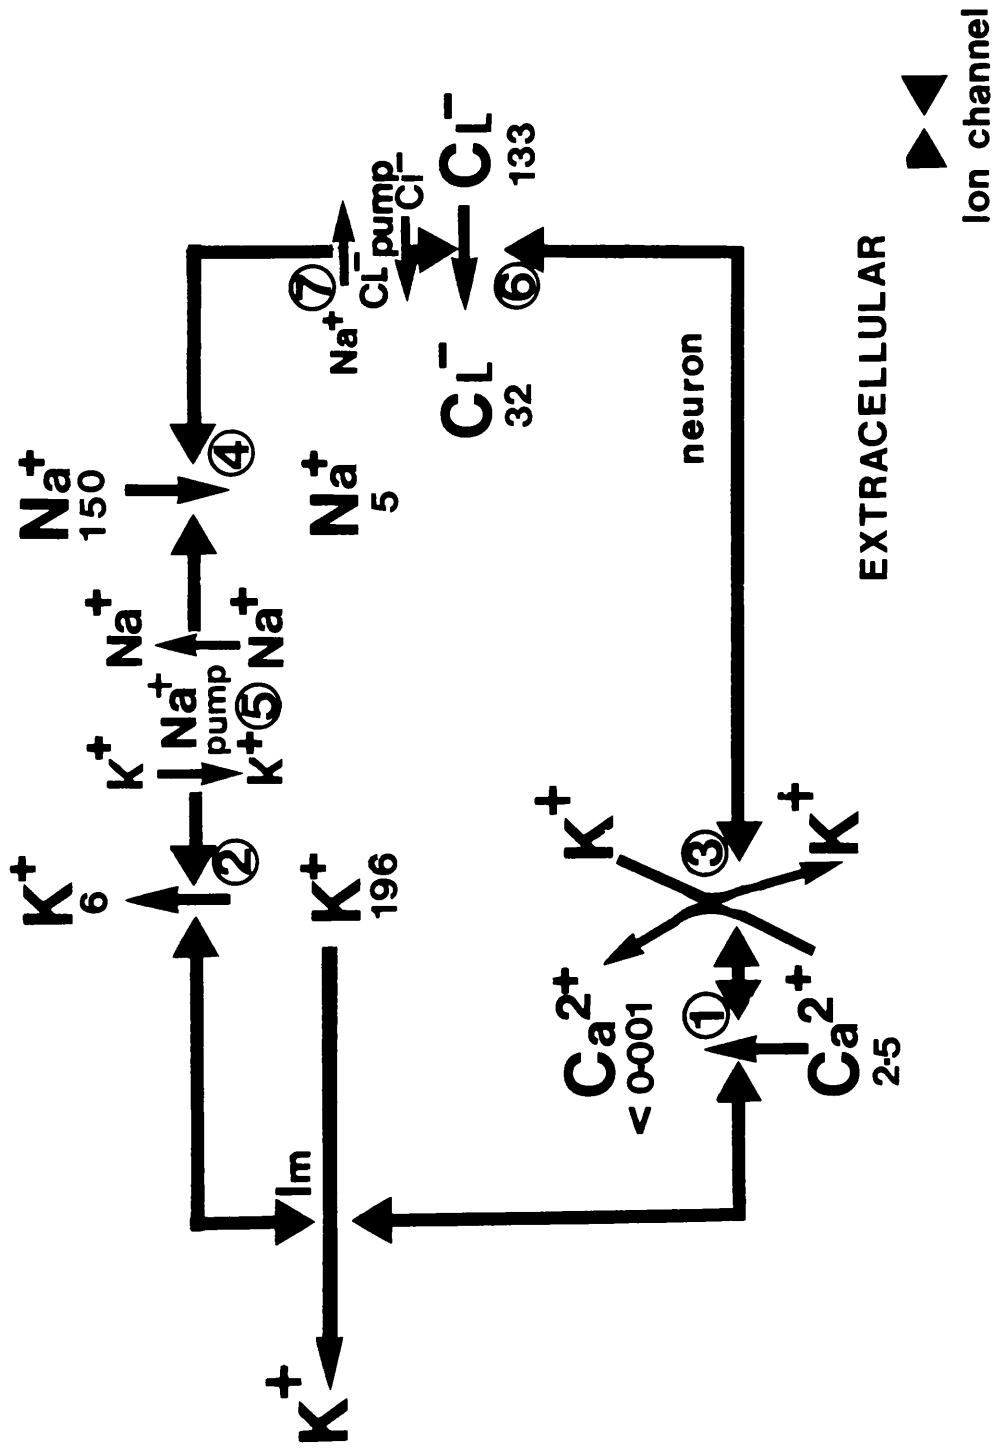 K⁺ Na⁺
6 150
K⁺ Na⁺
Na⁺
pump
② ⑤ ④
K⁺ Na⁺
Im
⑦
K⁺ K⁺ Na⁺ Na⁺
196 5
CL⁻ pump
Cl⁻
CL⁻ CL⁻
32 133
⑥
Ca²⁺ K⁺
< 0·001
neuron
① ③
Ca²⁺ K⁺
2·5
EXTRACELLULAR
Ion channel